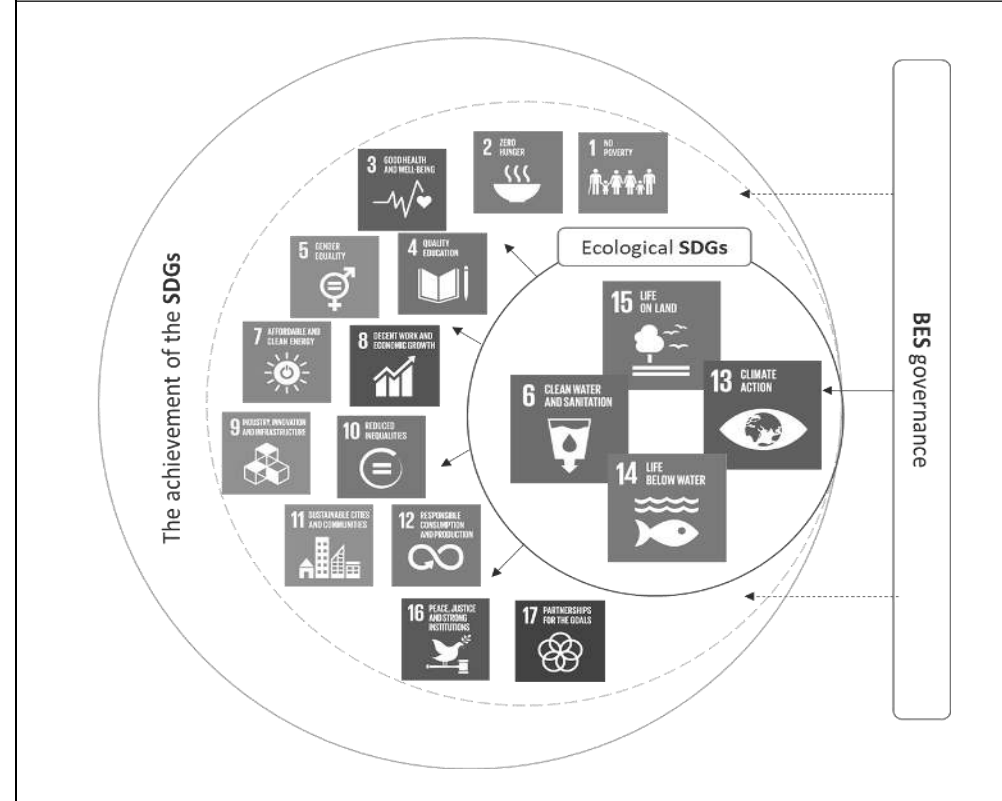 The achievement of the SDGs
3 GOOD HEALTH
AND WELL-BEING
2 ZERO
HUNGER
1 NO
POVERTY
5 GENDER
EQUALITY
4 QUALITY
EDUCATION
Ecological SDGs
15 LIFE
ON LAND
7 AFFORDABLE AND
CLEAN ENERGY
8 DECENT WORK AND
ECONOMIC GROWTH
6 CLEAN WATER
AND SANITATION
13 CLIMATE
ACTION
9 INDUSTRY, INNOVATION
AND INFRASTRUCTURE
10 REDUCED
INEQUALITIES
14 LIFE
BELOW WATER
11 SUSTAINABLE CITIES
AND COMMUNITIES
12 RESPONSIBLE
CONSUMPTION
AND PRODUCTION
16 PEACE, JUSTICE
AND STRONG
INSTITUTIONS
17 PARTNERSHIPS
FOR THE GOALS
BES governance